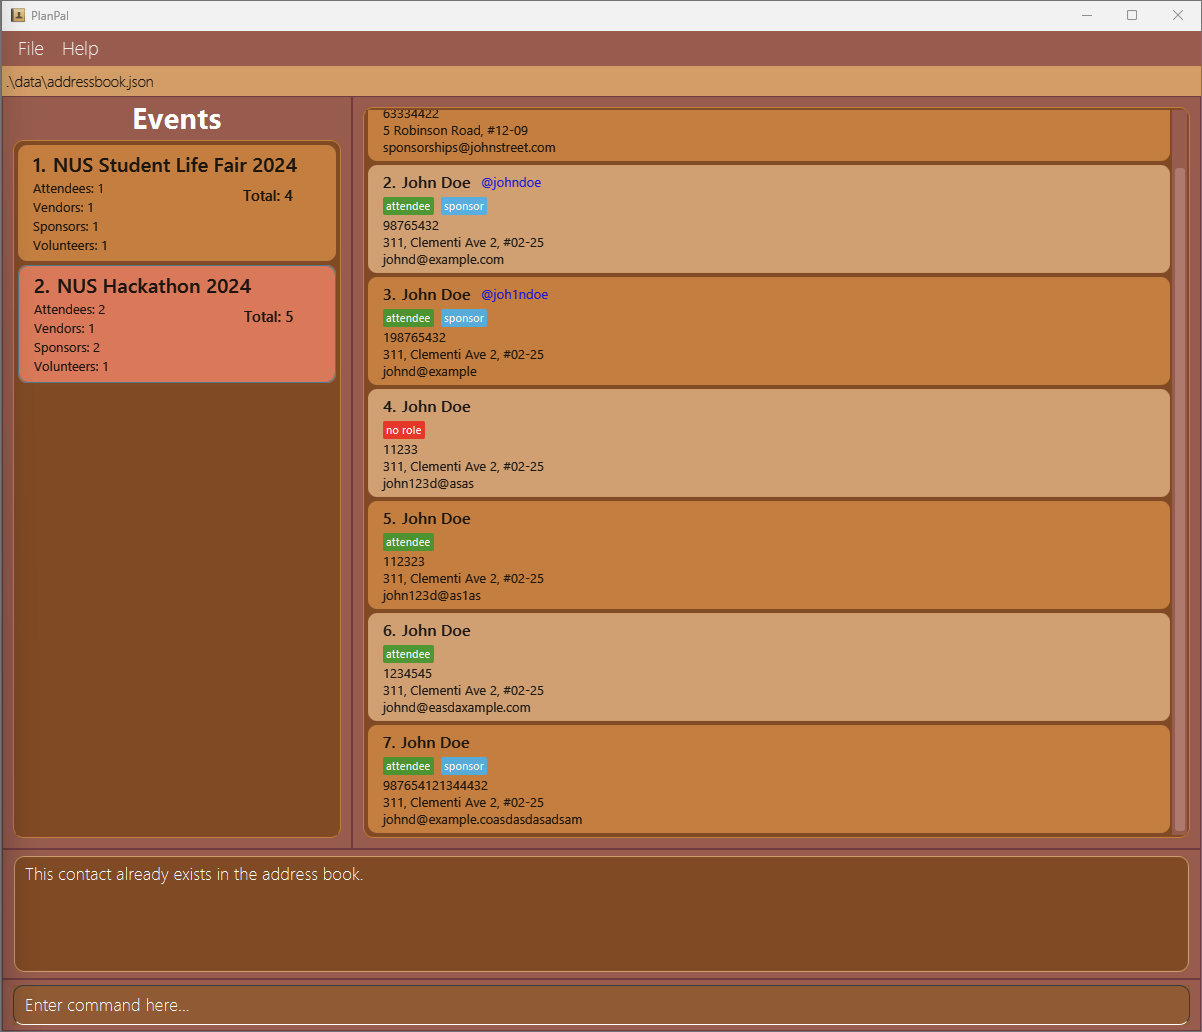 PlanPal
File Help
.\data\addressbook.json
Events
1. NUS Student Life Fair 2024
Attendees: 1
Total: 4
Vendors: 1
Sponsors: 1
Volunteers: 1
2. NUS Hackathon 2024
Attendees: 2
Total: 5
Vendors: 1
Sponsors: 2
Volunteers: 1
63334422
5 Robinson Road, #12-09
sponsorships@johnstreet.com
2. John Doe @johndoe
attendee sponsor
98765432
311, Clementi Ave 2, #02-25
johnd@example.com
3. John Doe @joh1ndoe
attendee sponsor
198765432
311, Clementi Ave 2, #02-25
johnd@example
4. John Doe
no role
11233
311, Clementi Ave 2, #02-25
john123d@asas
5. John Doe
attendee
112323
311, Clementi Ave 2, #02-25
john123d@as1as
6. John Doe
attendee
1234545
311, Clementi Ave 2, #02-25
johnd@easdaxample.com
7. John Doe
attendee sponsor
987654121344432
311, Clementi Ave 2, #02-25
johnd@example.coasdasdasadsam
This contact already exists in the address book.
Enter command here...